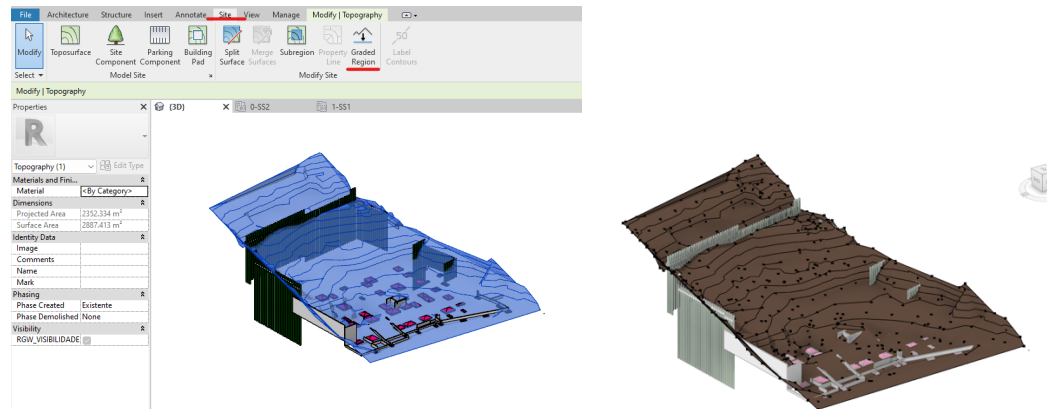 File Architecture Structure Insert Annotate Site View Manage Modify | Topography
Modify Toposurface Site Component Parking Component Building Pad Split Surface Merge Surfaces Subregion Property Line Graded Region Label Contours
50
Select Model Site Modify Site
Modify | Topography
Properties
{3D} 0-SS2 1-SS1
R
Topography (1) Edit Type
Materials and Fini...
Material <By Category>
Dimensions
Projected Area 2352.334 m²
Surface Area 2887.413 m²
Identity Data
Image
Comments
Name
Mark
Phasing
Phase Created Existente
Phase Demolished None
Visibility
RGW_VISIBILIDADE